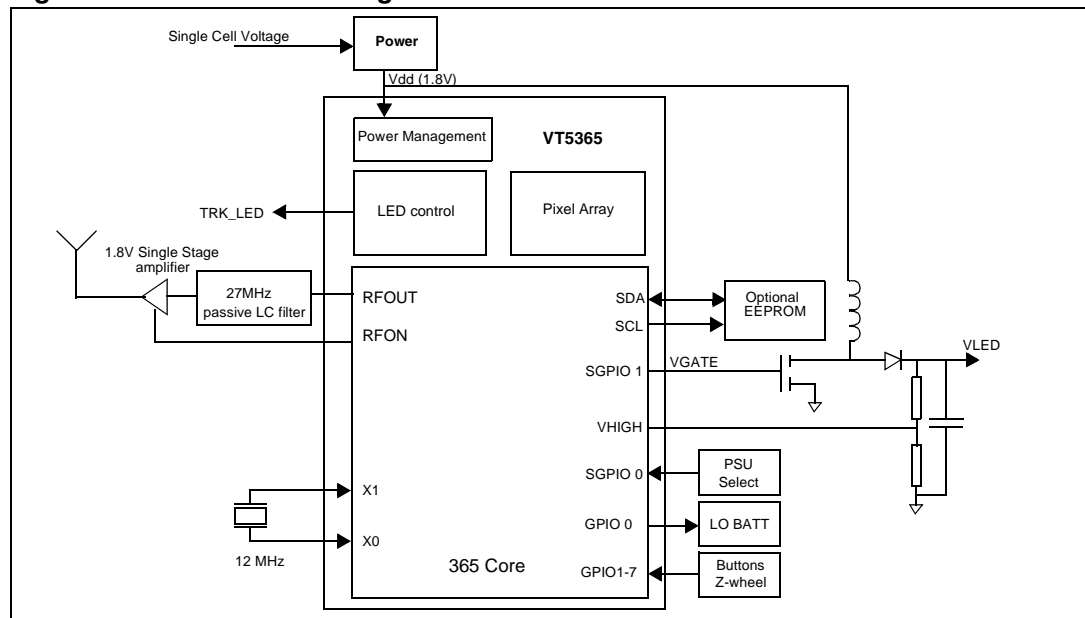 Single Cell Voltage
Power
Vdd (1.8V)
Power Management
VT5365
LED control
Pixel Array
TRK_LED
1.8V Single Stage
amplifier
27MHz
passive LC filter
RFOUT
RFON
SDA
SCL
Optional
EEPROM
VLED
SGPIO 1
VGATE
VHIGH
SGPIO 0
PSU
Select
X1
GPIO 0
LO BATT
X0
12 MHz
365 Core
GPIO1-7
Buttons
Z-wheel